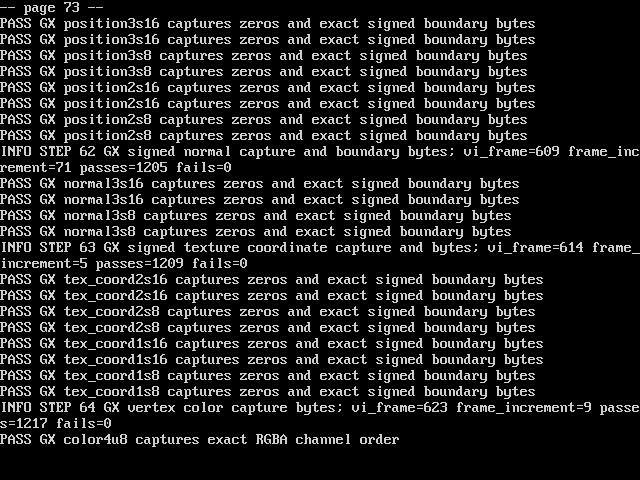 -- page 73 --
PASS GX position3s16 captures zeros and exact signed boundary bytes
PASS GX position3s16 captures zeros and exact signed boundary bytes
PASS GX position3s8 captures zeros and exact signed boundary bytes
PASS GX position3s8 captures zeros and exact signed boundary bytes
PASS GX position2s16 captures zeros and exact signed boundary bytes
PASS GX position2s16 captures zeros and exact signed boundary bytes
PASS GX position2s8 captures zeros and exact signed boundary bytes
PASS GX position2s8 captures zeros and exact signed boundary bytes
INFO STEP 62 GX signed normal capture and boundary bytes; vi_frame=609 frame_inc
rement=71 passes=1205 fails=0
PASS GX normal3s16 captures zeros and exact signed boundary bytes
PASS GX normal3s16 captures zeros and exact signed boundary bytes
PASS GX normal3s8 captures zeros and exact signed boundary bytes
PASS GX normal3s8 captures zeros and exact signed boundary bytes
INFO STEP 63 GX signed texture coordinate capture and bytes; vi_frame=614 frame_
increment=5 passes=1209 fails=0
PASS GX tex_coord2s16 captures zeros and exact signed boundary bytes
PASS GX tex_coord2s16 captures zeros and exact signed boundary bytes
PASS GX tex_coord2s8 captures zeros and exact signed boundary bytes
PASS GX tex_coord2s8 captures zeros and exact signed boundary bytes
PASS GX tex_coord1s16 captures zeros and exact signed boundary bytes
PASS GX tex_coord1s16 captures zeros and exact signed boundary bytes
PASS GX tex_coord1s8 captures zeros and exact signed boundary bytes
PASS GX tex_coord1s8 captures zeros and exact signed boundary bytes
INFO STEP 64 GX vertex color capture bytes; vi_frame=623 frame_increment=9 passe
s=1217 fails=0
PASS GX color4u8 captures exact RGBA channel order